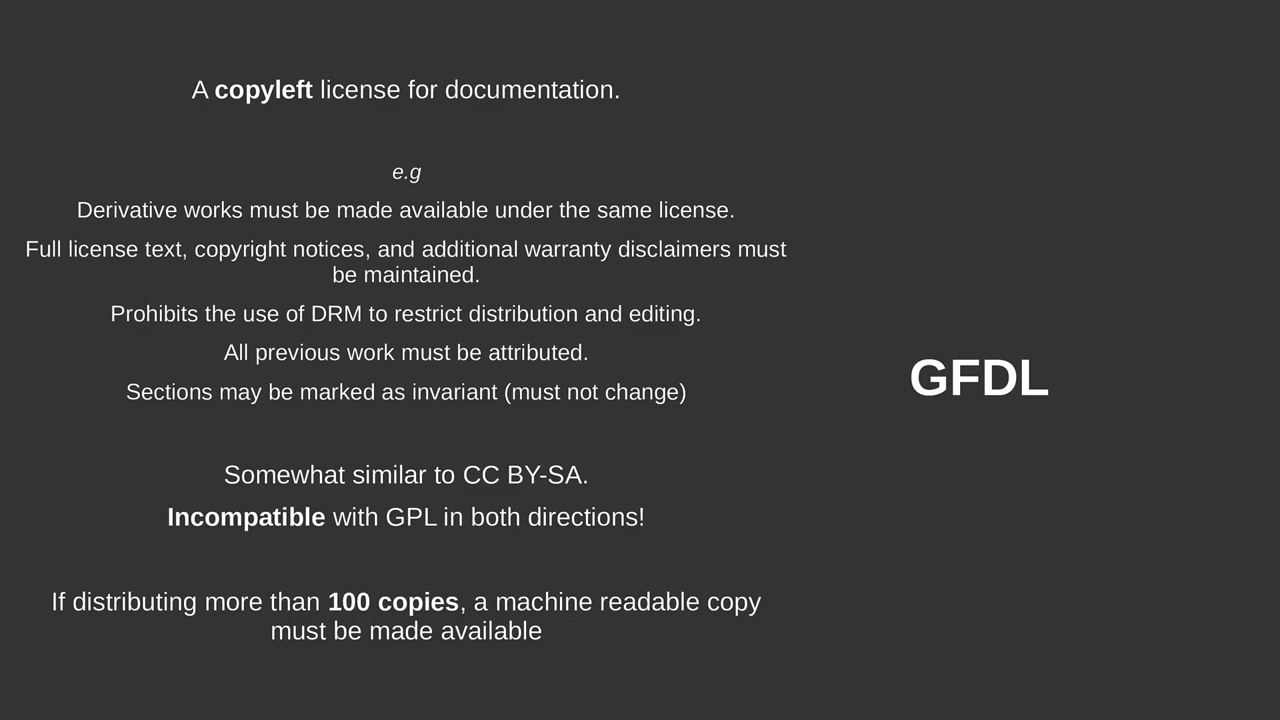 A copyleft license for documentation.
e.g
Derivative works must be made available under the same license.
Full license text, copyright notices, and additional warranty disclaimers must
be maintained.
Prohibits the use of DRM to restrict distribution and editing.
All previous work must be attributed.
Sections may be marked as invariant (must not change)
Somewhat similar to CC BY-SA.
Incompatible with GPL in both directions!
If distributing more than 100 copies, a machine readable copy
must be made available
GFDL